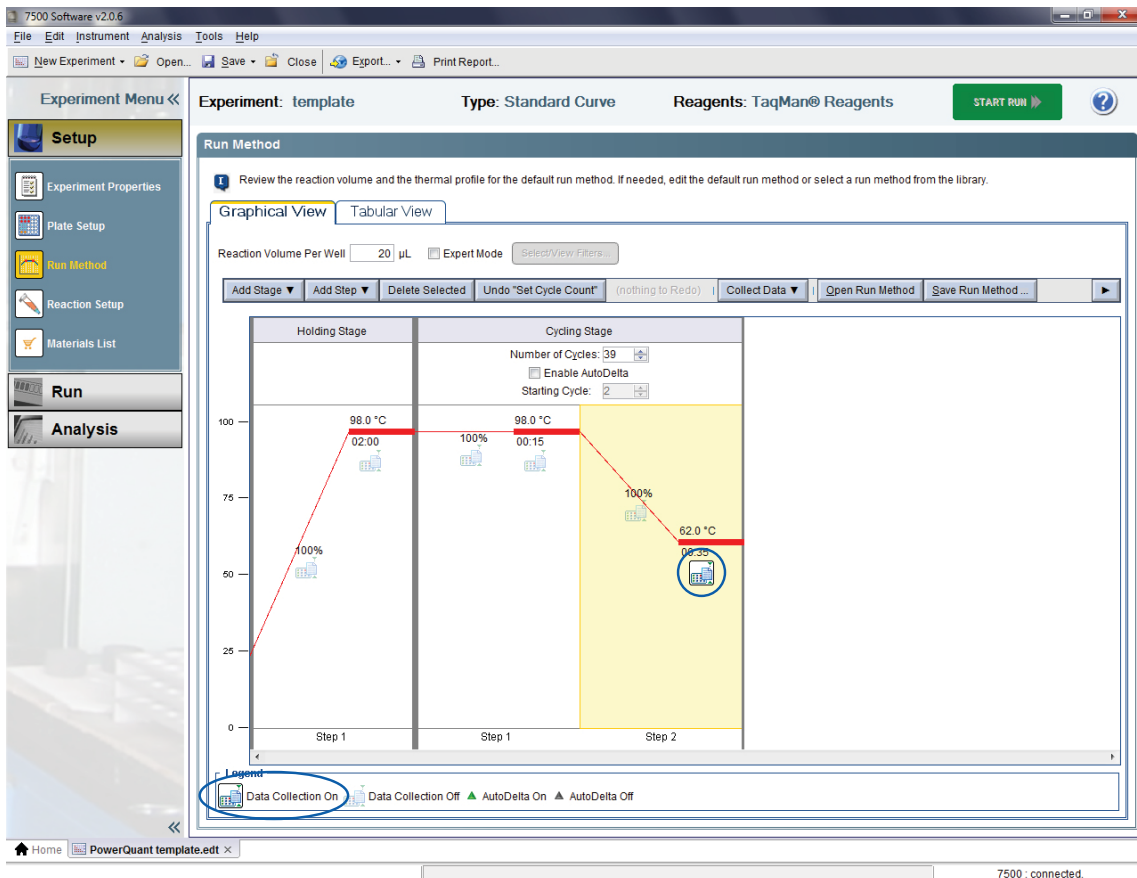 7500 Software v2.0.6
File Edit Instrument Analysis Tools Help
New Experiment Open... Save Close Export... Print Report...
Experiment Menu «
Experiment: template Type: Standard Curve Reagents: TaqMan® Reagents START RUN
Setup
Run Method
Experiment Properties
Plate Setup
Run Method
Reaction Setup
Materials List
Run
Analysis
Review the reaction volume and the thermal profile for the default run method. If needed, edit the default run method or select a run method from the library.
Graphical View Tabular View
Reaction Volume Per Well 20 µL Expert Mode Select/View Filters...
Add Stage ▼ Add Step ▼ Delete Selected Undo "Set Cycle Count" (nothing to Redo) Collect Data ▼ Open Run Method Save Run Method ...
Holding Stage Cycling Stage
Number of Cycles: 39
Enable AutoDelta
Starting Cycle: 2
100
75
50
25
0
98.0 °C
02:00
100%
98.0 °C
100% 00:15
100%
62.0 °C
00:35
Step 1 Step 1 Step 2
Legend
Data Collection On Data Collection Off AutoDelta On AutoDelta Off
«
Home PowerQuant template.edt ×
7500 : connected.